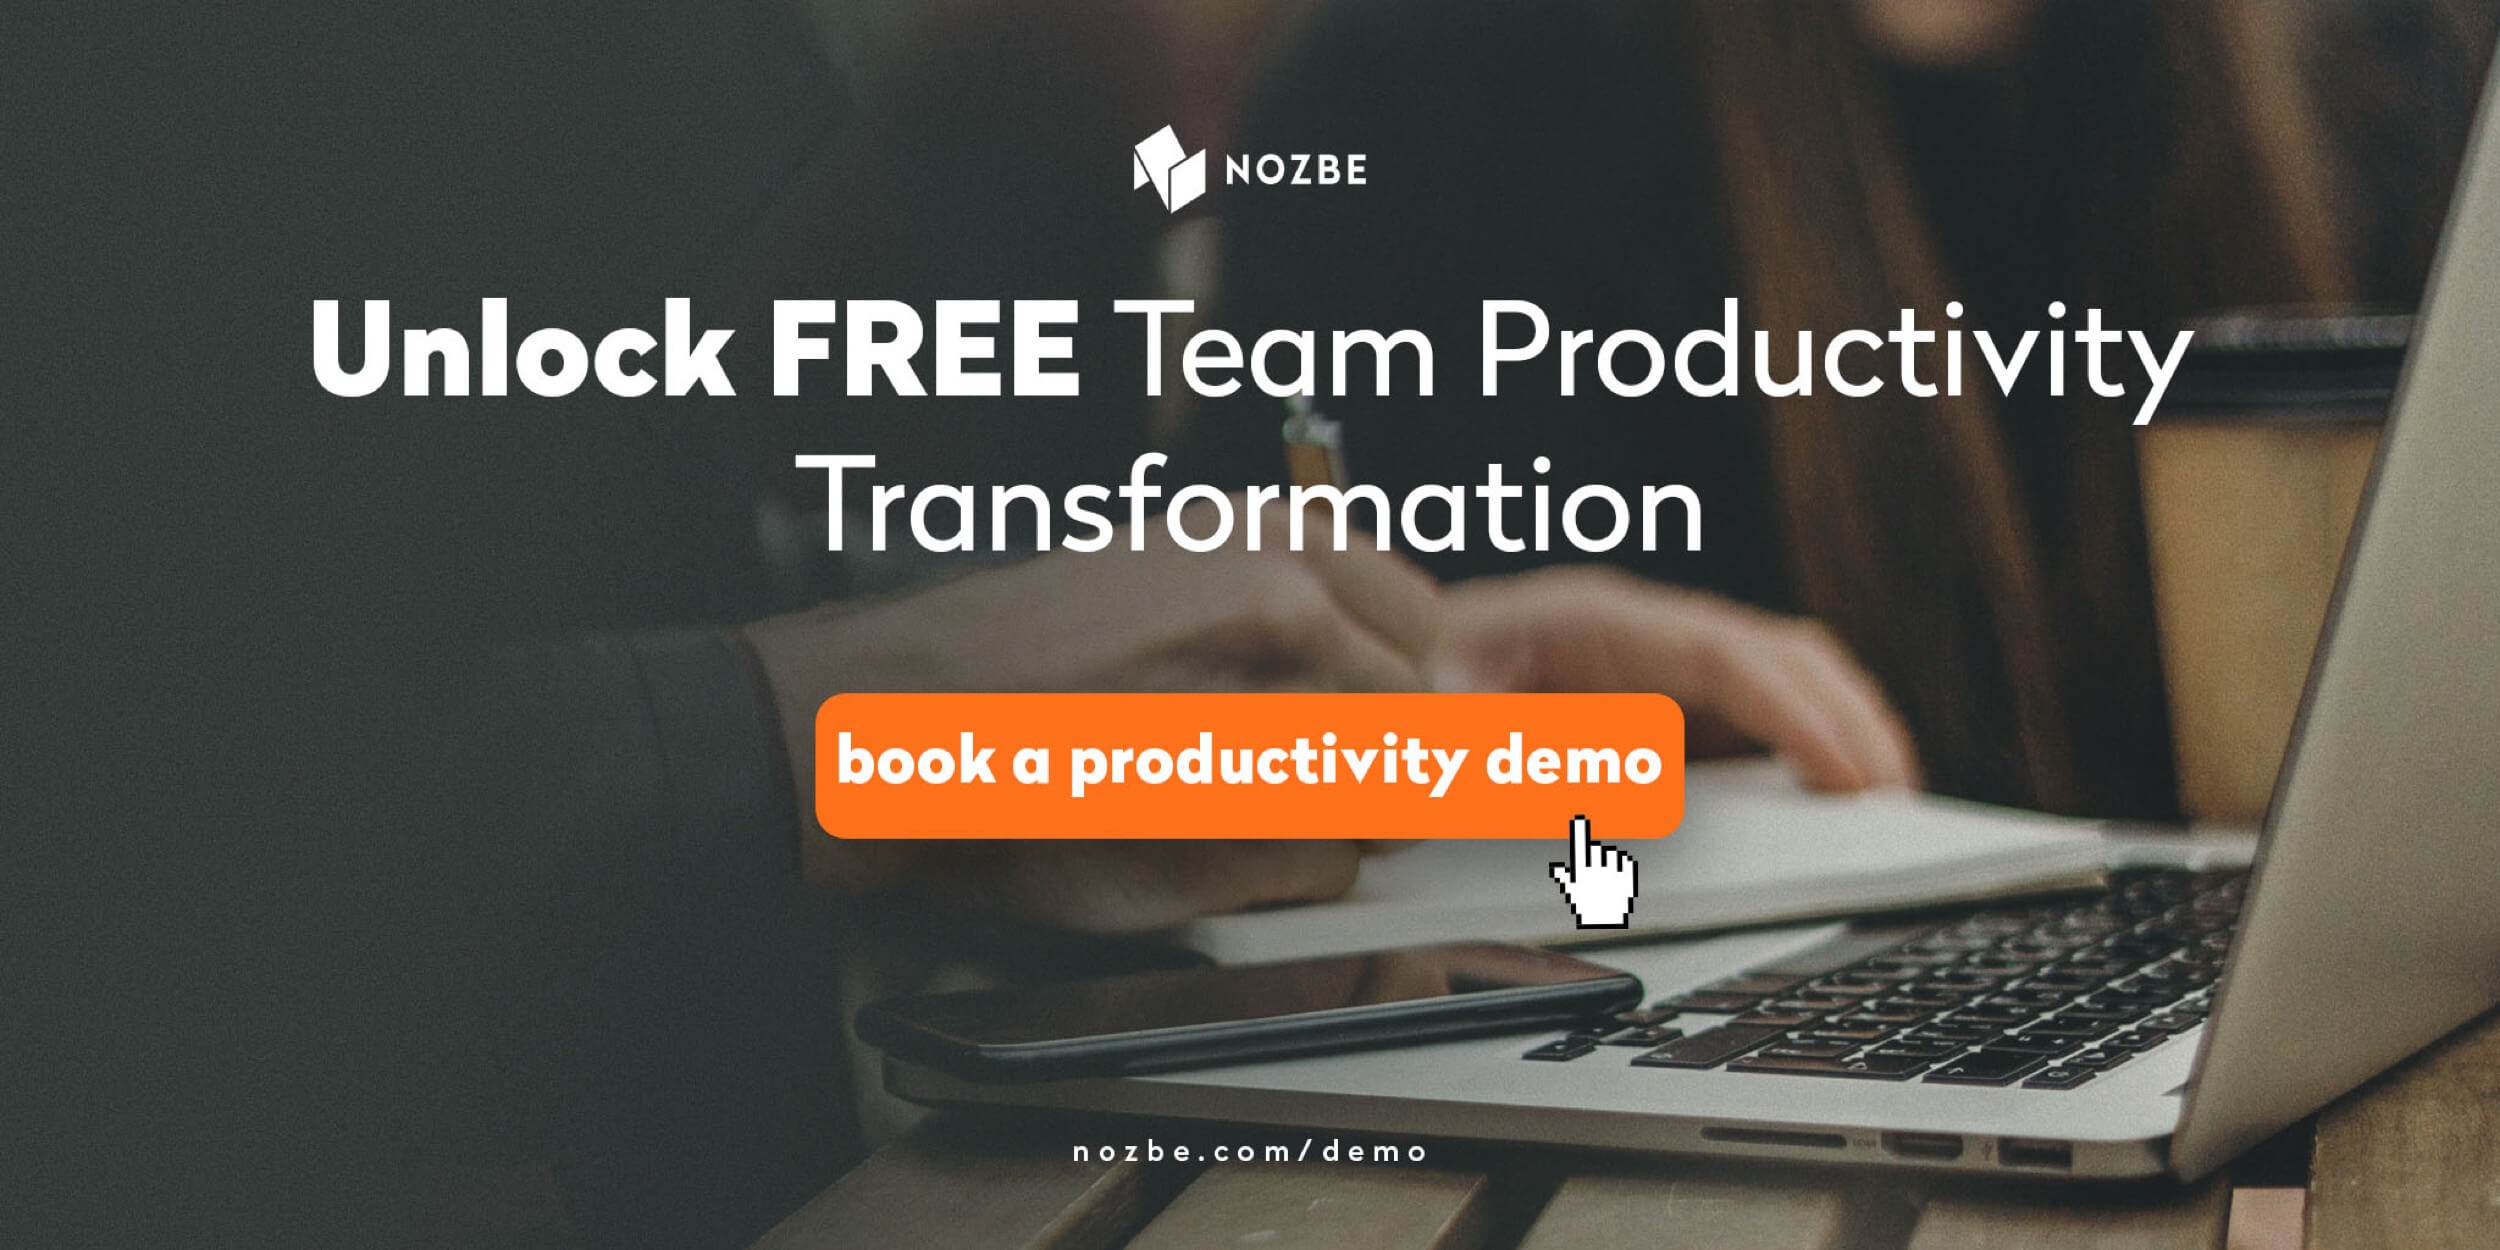 NOZBE
Unlock FREE Team Productivity
Transformation
book a productivity demo
nozbe.com/demo